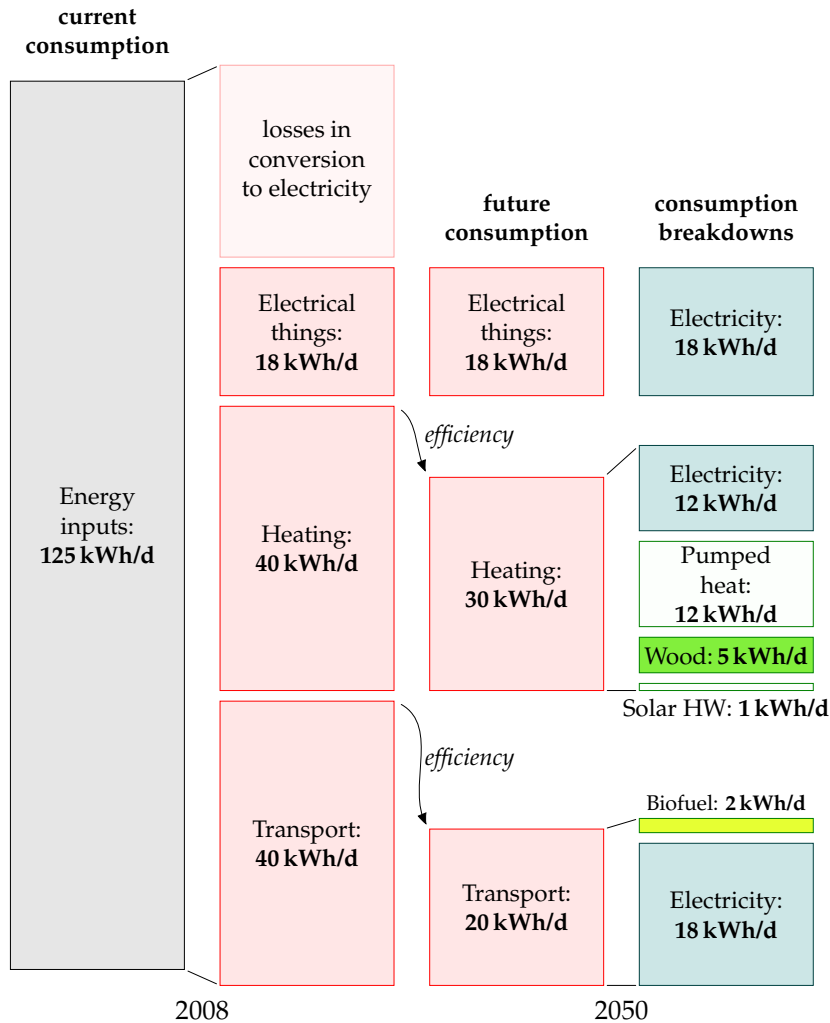 current
consumption
Energy
inputs:
125 kWh/d
losses in
conversion
to electricity
Electrical
things:
18 kWh/d
Heating:
40 kWh/d
Transport:
40 kWh/d
2008
efficiency
efficiency
future
consumption
Electrical
things:
18 kWh/d
Heating:
30 kWh/d
Transport:
20 kWh/d
consumption
breakdowns
Electricity:
18 kWh/d
Electricity:
12 kWh/d
Pumped
heat:
12 kWh/d
Wood: 5 kWh/d
Solar HW: 1 kWh/d
Biofuel: 2 kWh/d
Electricity:
18 kWh/d
2050